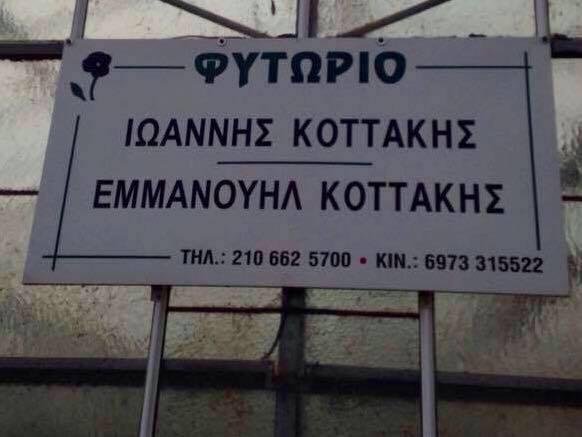 ΦΥΤΩΡΙΟ
ΙΩΑΝΝΗΣ ΚΟΤΤΑΚΗΣ
ΕΜΜΑΝΟΥΗΛ ΚΟΤΤΑΚΗΣ
ΤΗΛ.: 210 662 5700 • ΚΙΝ.: 6973 315522